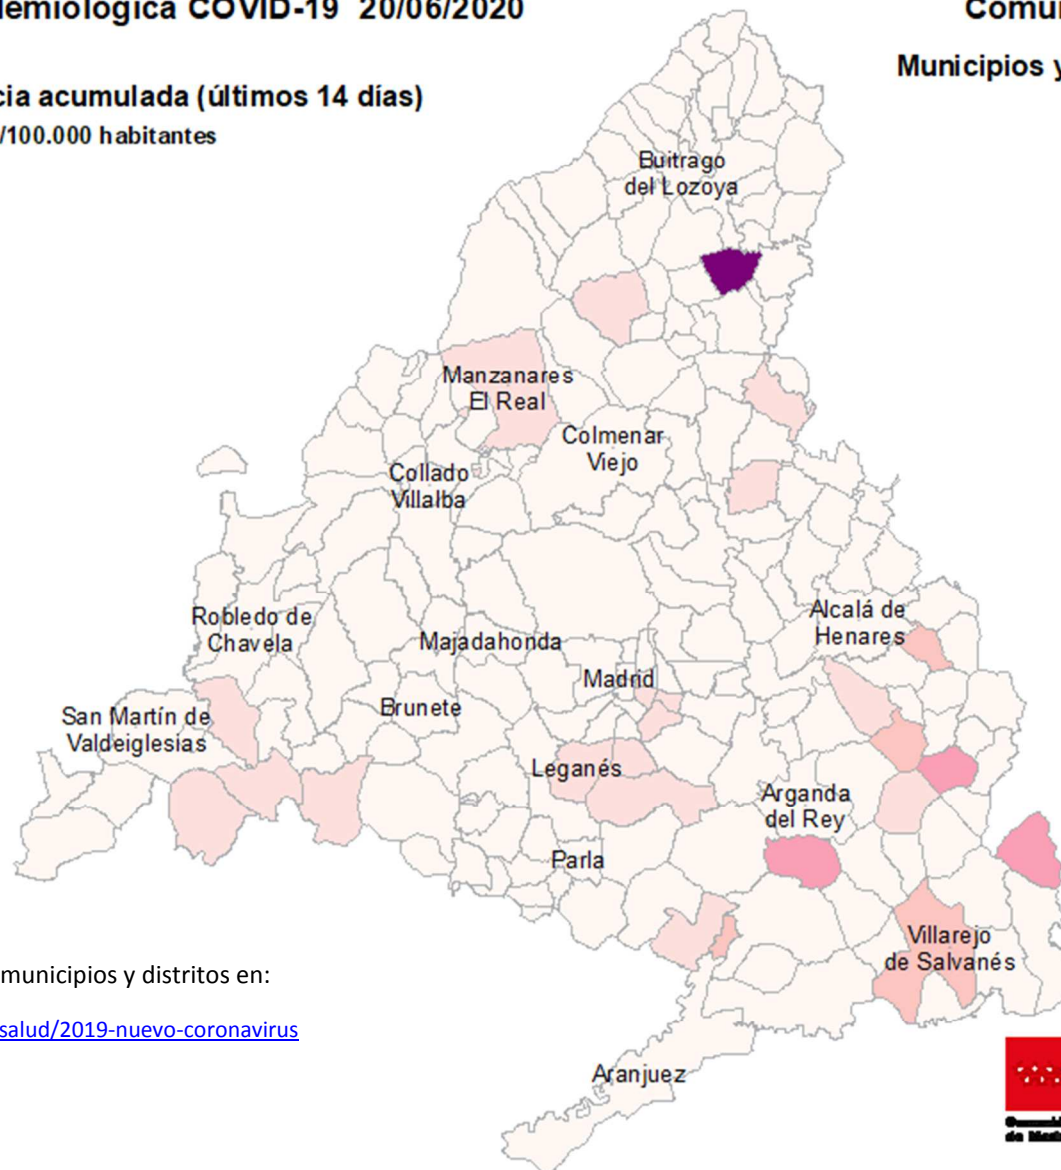 demiológica COVID-19 20/06/2020
Comu
Municipios y
cia acumulada (últimos 14 días)
/100.000 habitantes
Buitrago
del Lozoya
Manzanares
El Real
Colmenar
Viejo
Collado
Villalba
Alcalá de
Henares
Robledo de
Chavela
Majadahonda
Madrid
Brunete
San Martín de
Valdeiglesias
Leganés
Arganda
del Rey
Parla
Villarejo
de Salvanés
municipios y distritos en:
salud/2019-nuevo-coronavirus
Aranjuez